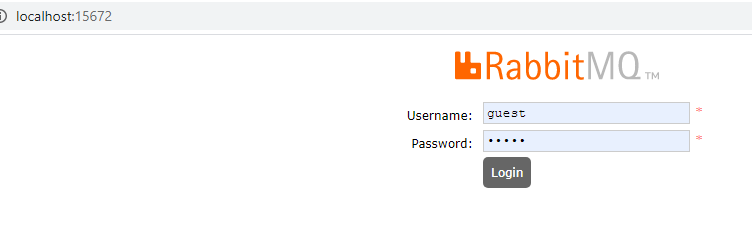 localhost:15672
RabbitMQ™
Username: guest *
Password: ••••• *
Login